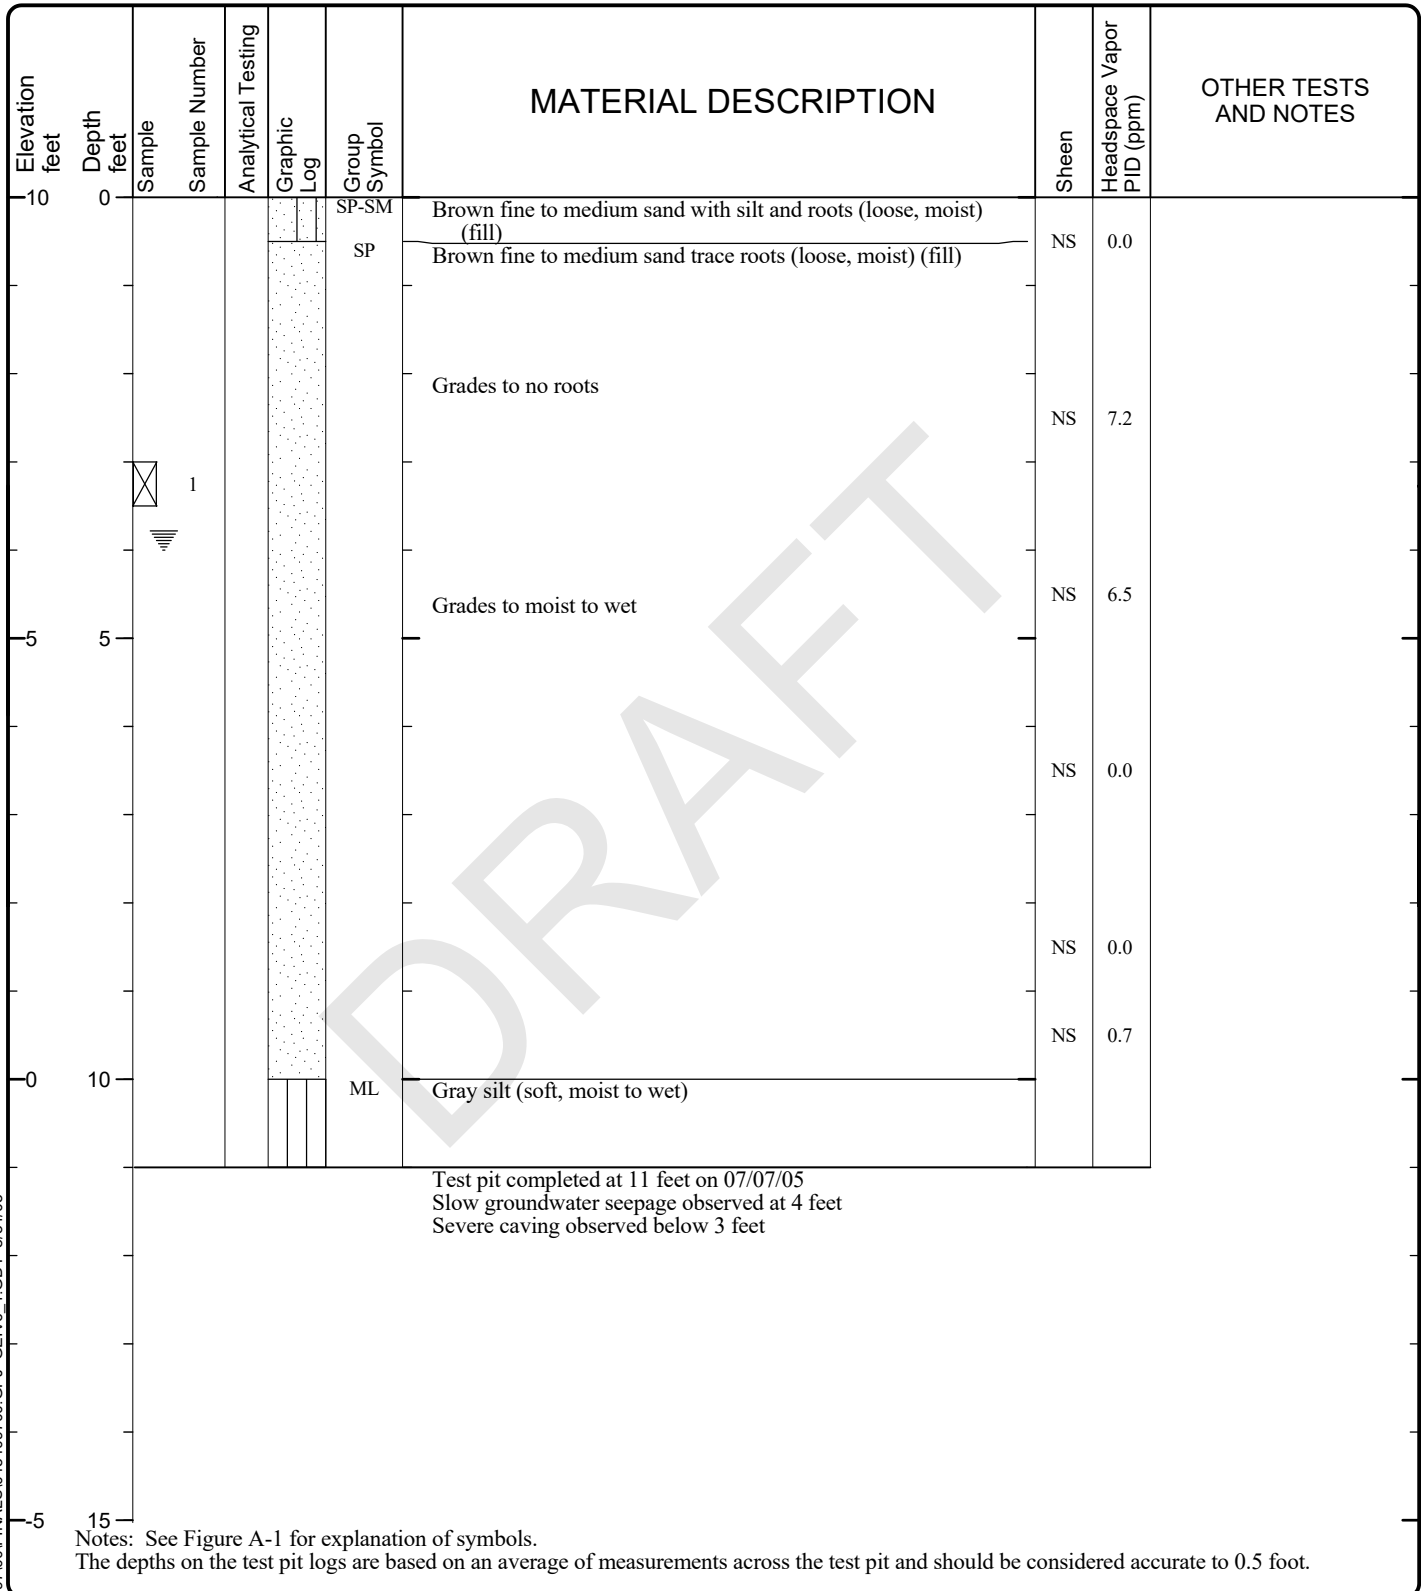 Elevation
feet
Depth
feet
Sample
Sample Number
Analytical Testing
Graphic
Log
Group
Symbol
MATERIAL DESCRIPTION
Sheen
Headspace Vapor
PID (ppm)
OTHER TESTS
AND NOTES
10 0
SP-SM Brown fine to medium sand with silt and roots (loose, moist)
(fill)
NS 0.0
SP Brown fine to medium sand trace roots (loose, moist) (fill)
Grades to no roots
NS 7.2
1
Grades to moist to wet
NS 6.5
5 5
NS 0.0
NS 0.0
NS 0.7
0 10
ML Gray silt (soft, moist to wet)
Test pit completed at 11 feet on 07/07/05
Slow groundwater seepage observed at 4 feet
Severe caving observed below 3 feet
-5 15
Notes: See Figure A-1 for explanation of symbols.
The depths on the test pit logs are based on an average of measurements across the test pit and should be considered accurate to 0.5 foot.
DRAFT